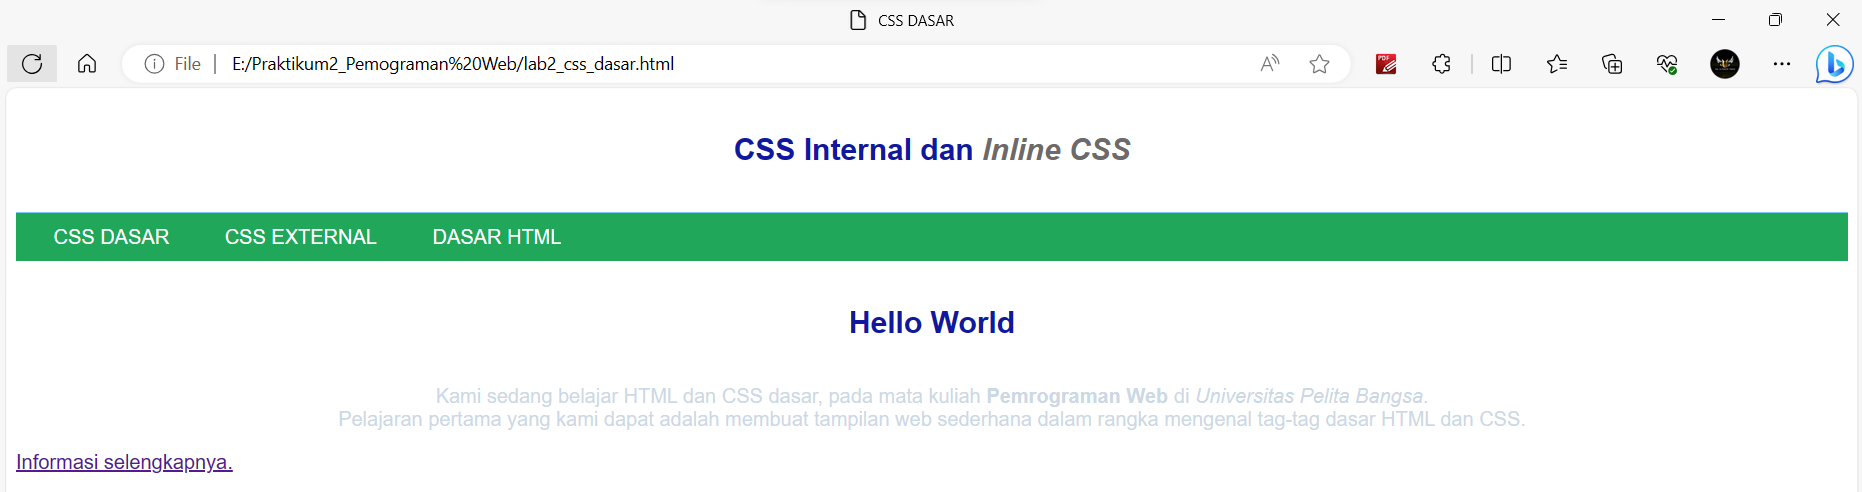 CSS DASAR
File E:/Praktikum2_Pemograman%20Web/lab2_css_dasar.html
CSS Internal dan Inline CSS
CSS DASAR CSS EXTERNAL DASAR HTML
Hello World
Kami sedang belajar HTML dan CSS dasar, pada mata kuliah Pemrograman Web di Universitas Pelita Bangsa.
Pelajaran pertama yang kami dapat adalah membuat tampilan web sederhana dalam rangka mengenal tag-tag dasar HTML dan CSS.
Informasi selengkapnya.